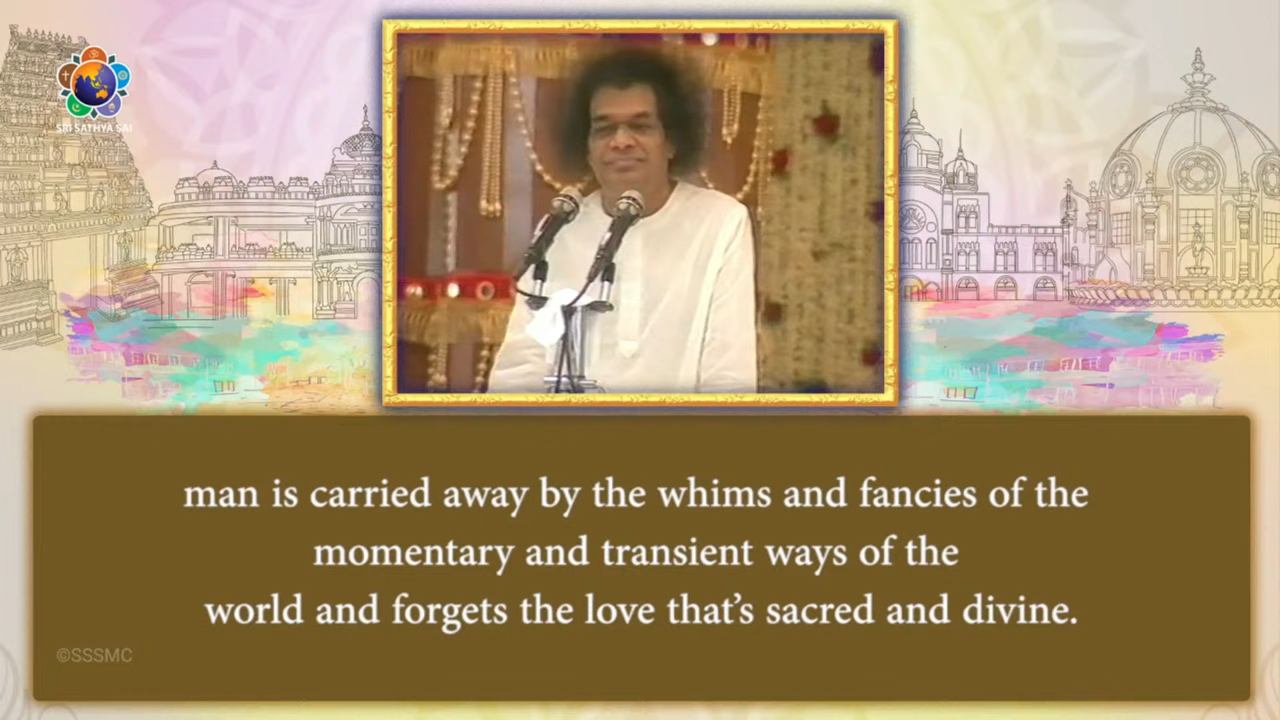 SRI SATHYA SAI
man is carried away by the whims and fancies of the
momentary and transient ways of the
world and forgets the love that’s sacred and divine.
©SSSMC